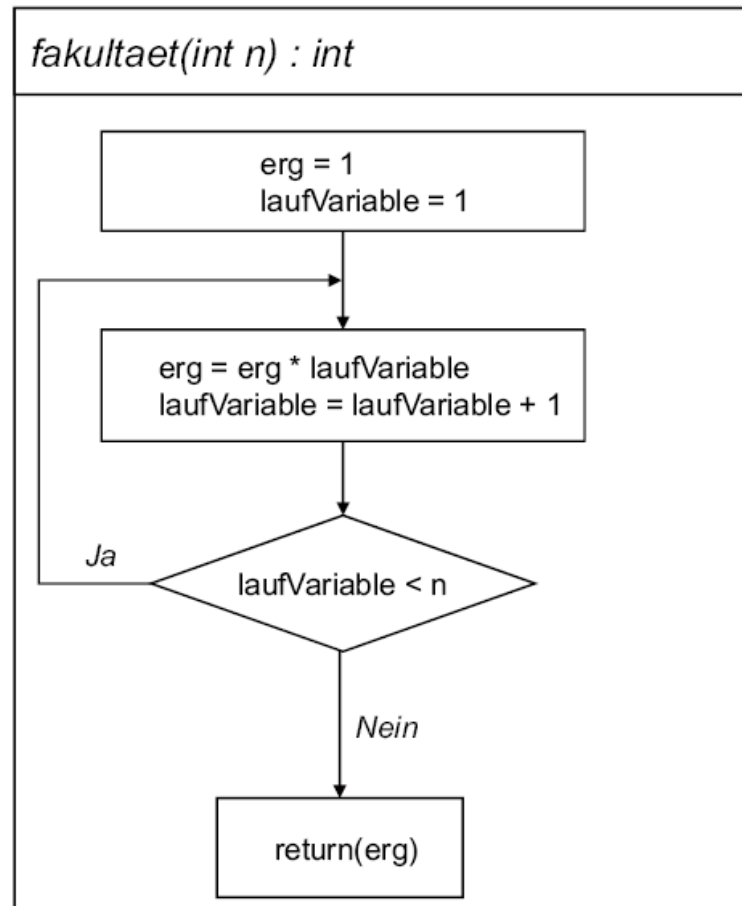 fakultaet(int n) : int
erg = 1
laufVariable = 1
erg = erg * laufVariable
laufVariable = laufVariable + 1
Ja
laufVariable < n
Nein
return(erg)